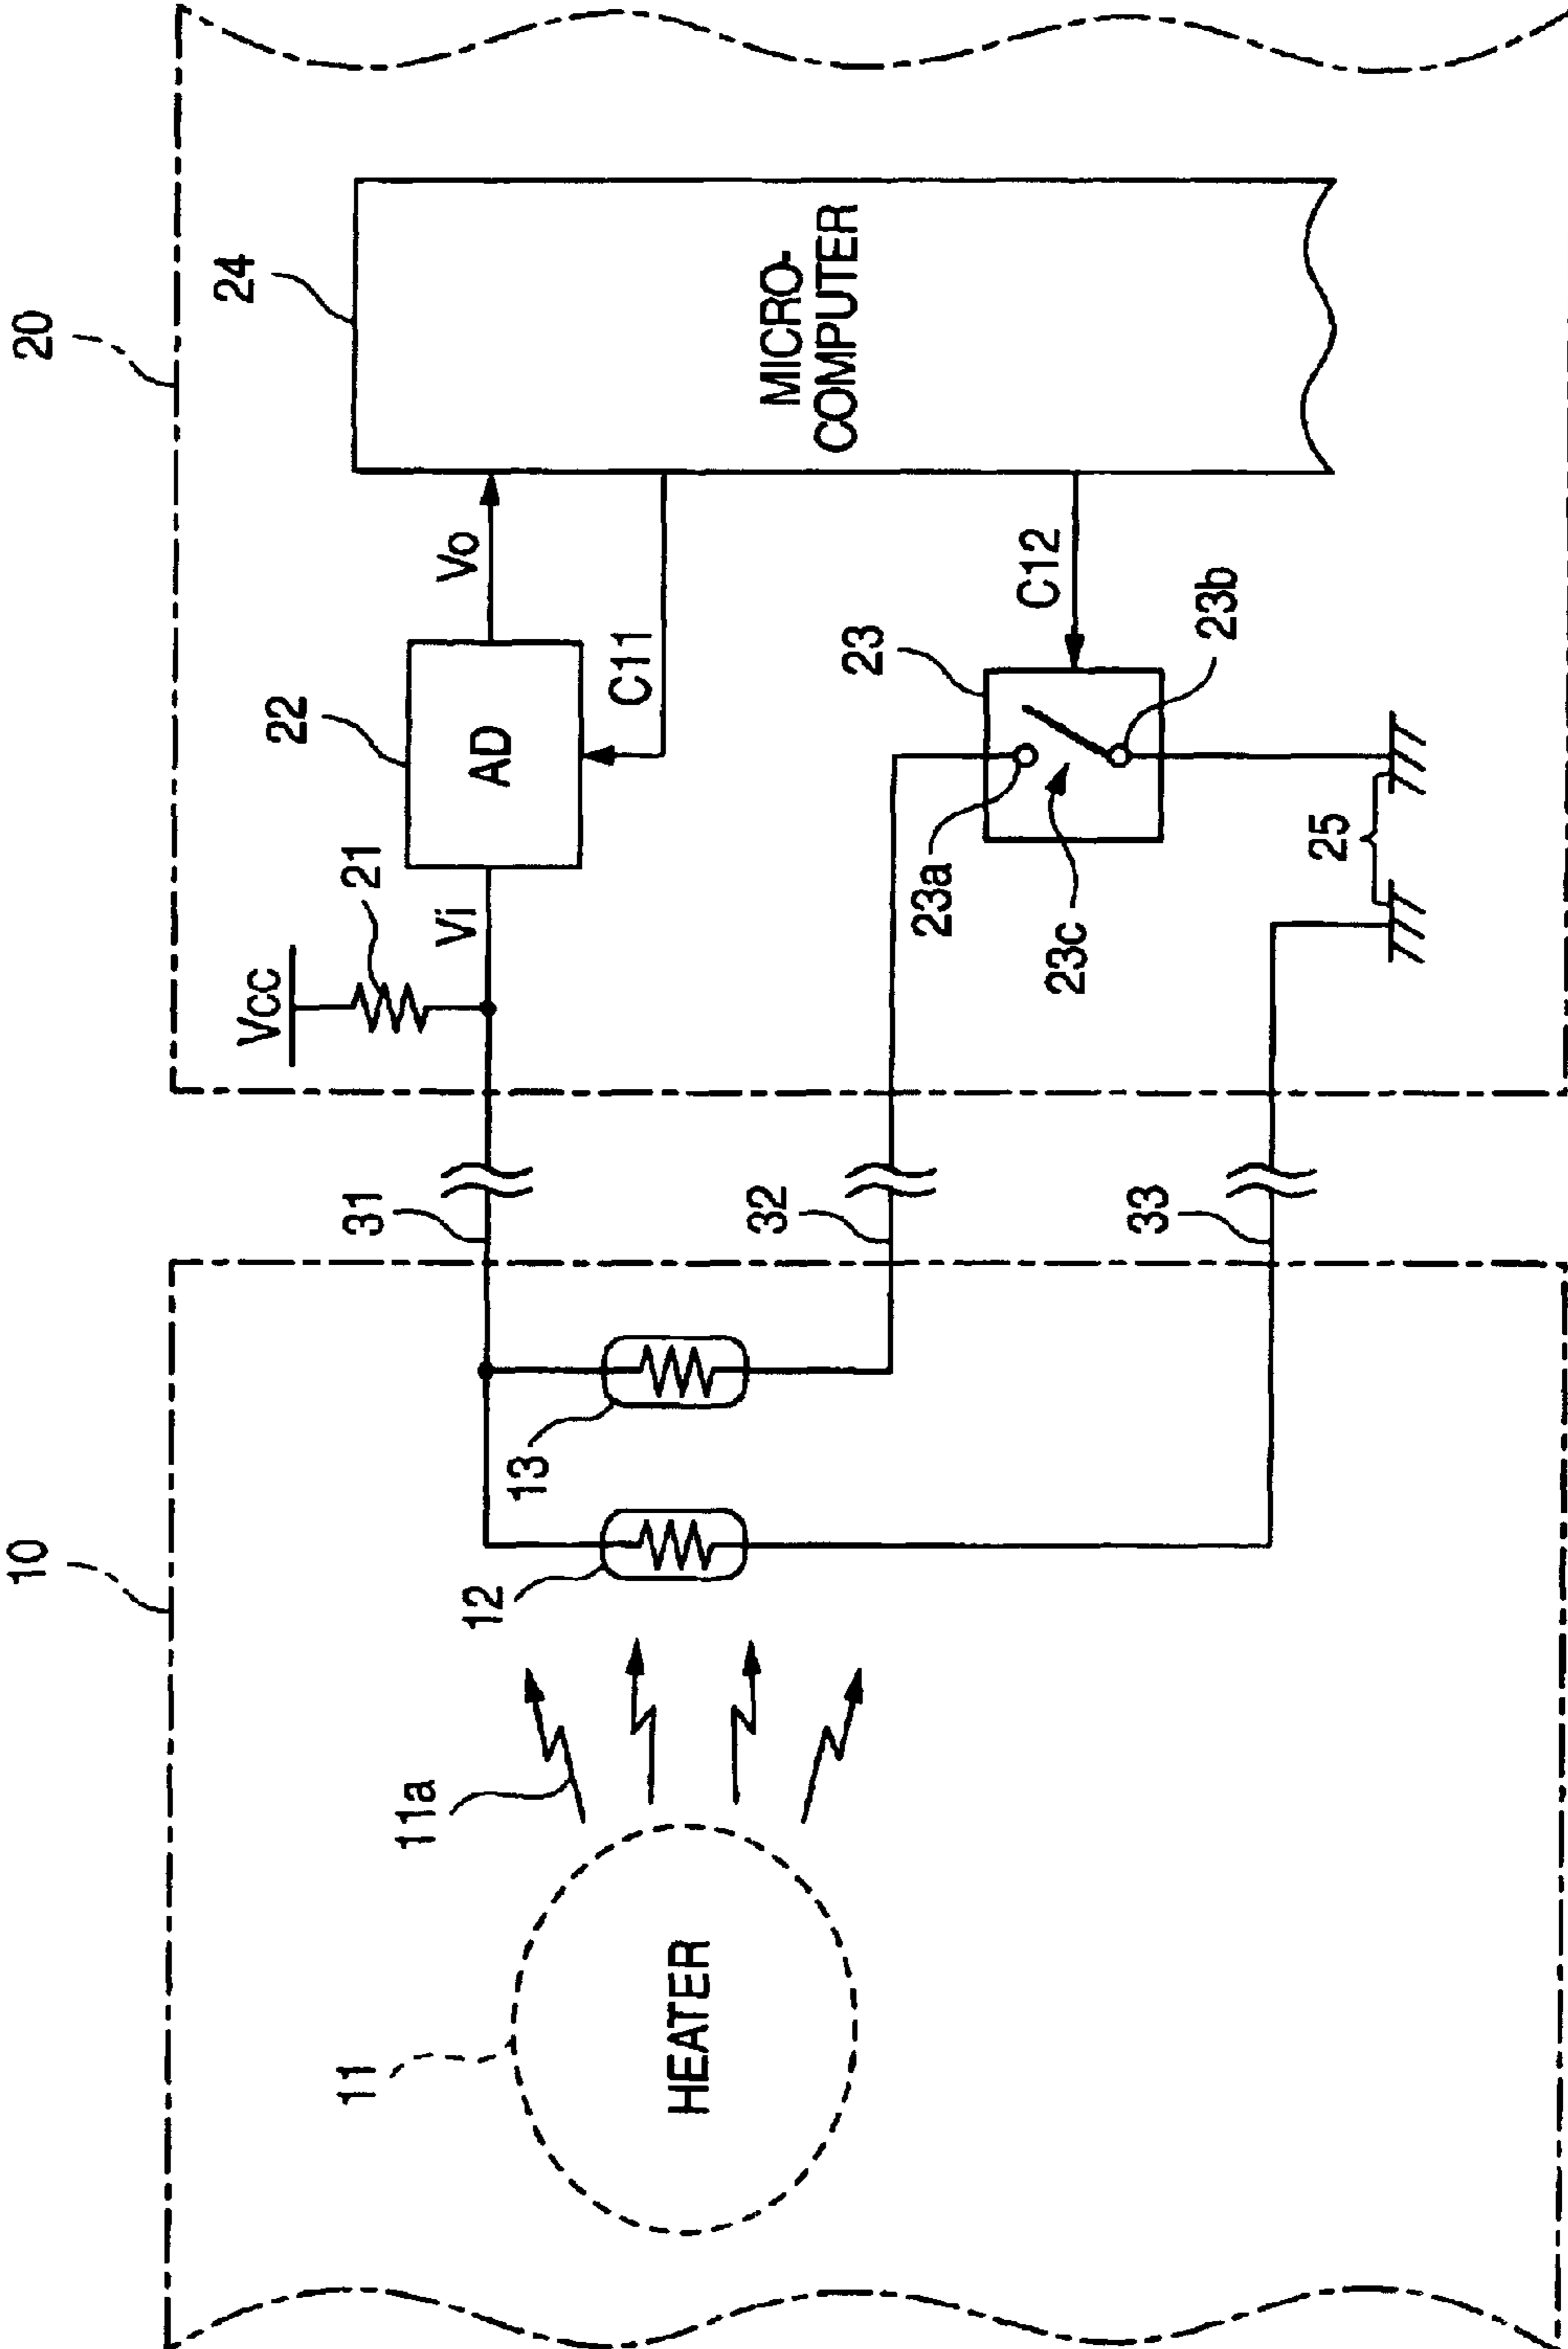 10
20
11
HEATER
11a
12
13
31
32
33
Vcc
21
Vi
22
AD
Vo
C11
24
MICRO-
COMPUTER
C12
23
23a
23b
23c
25